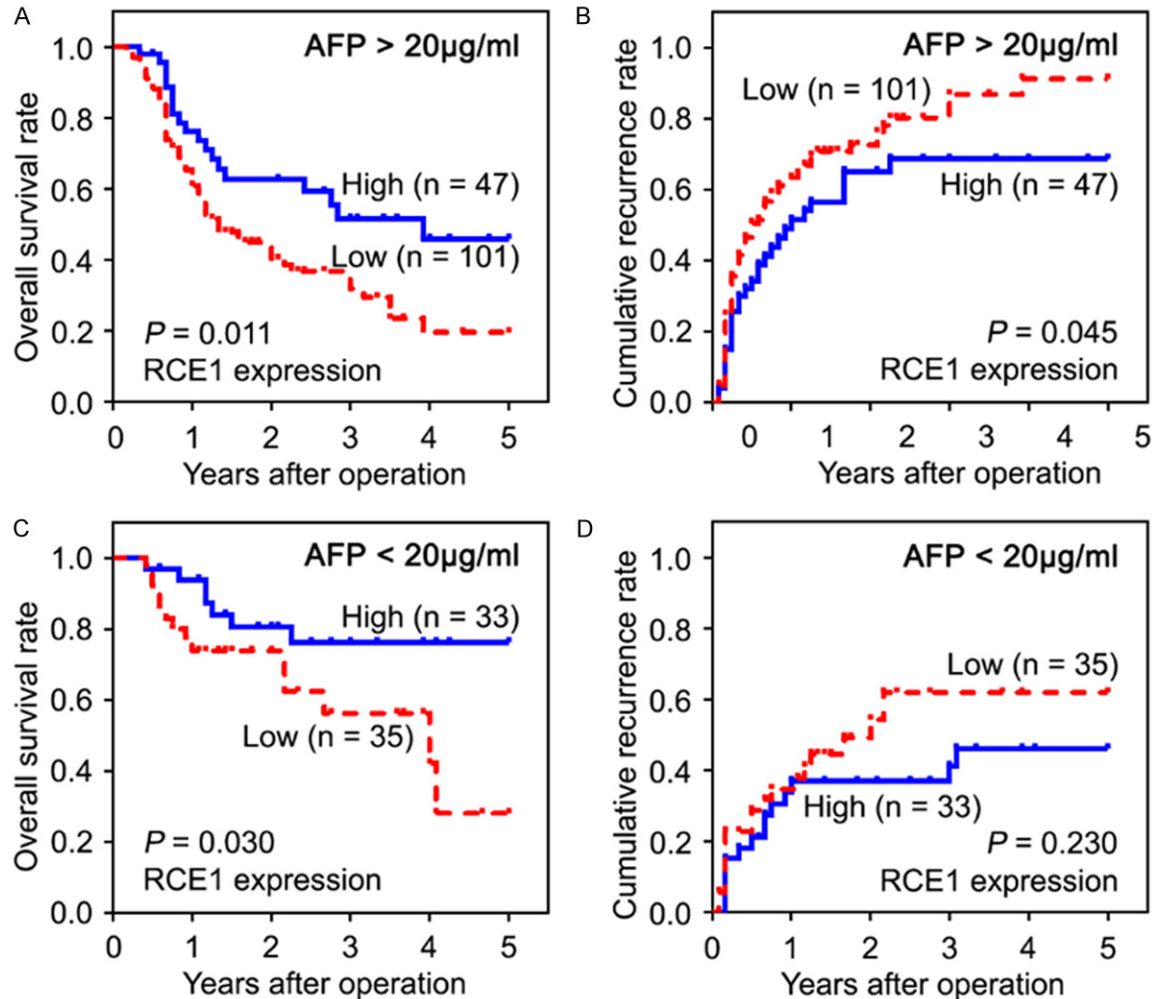 A
AFP > 20µg/ml
Overall survival rate
1.0
0.8
0.6
0.4
0.2
0.0
High (n = 47)
Low (n = 101)
P = 0.011
RCE1 expression
0 1 2 3 4 5
Years after operation
B
AFP > 20µg/ml
Cumulative recurrence rate
1.0
0.8
0.6
0.4
0.2
0.0
Low (n = 101)
High (n = 47)
P = 0.045
RCE1 expression
0 1 2 3 4 5
Years after operation
C
AFP < 20µg/ml
Overall survival rate
1.0
0.8
0.6
0.4
0.2
0.0
High (n = 33)
Low (n = 35)
P = 0.030
RCE1 expression
0 1 2 3 4 5
Years after operation
D
AFP < 20µg/ml
Cumulative recurrence rate
1.0
0.8
0.6
0.4
0.2
0.0
Low (n = 35)
High (n = 33)
P = 0.230
RCE1 expression
0 1 2 3 4 5
Years after operation